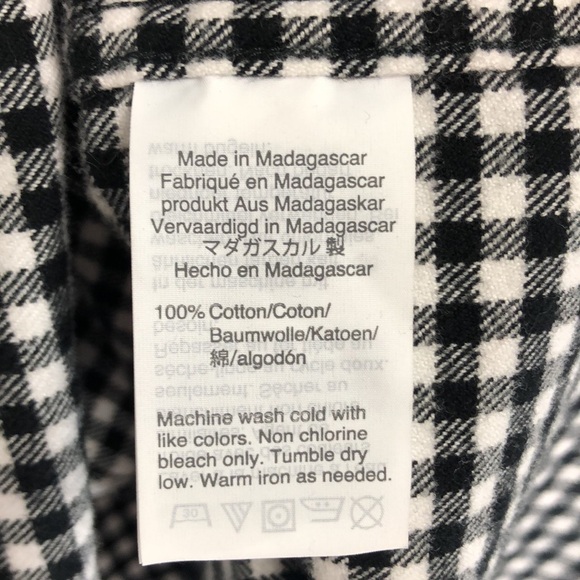 Made in Madagascar
Fabriqué en Madagascar
produkt Aus Madagaskar
Vervaardigd in Madagascar
マダガスカル 製
Hecho en Madagascar
100% Cotton/Coton/
Baumwolle/Katoen/
綿/algodón
Machine wash cold with
like colors. Non chlorine
bleach only. Tumble dry
low. Warm iron as needed.